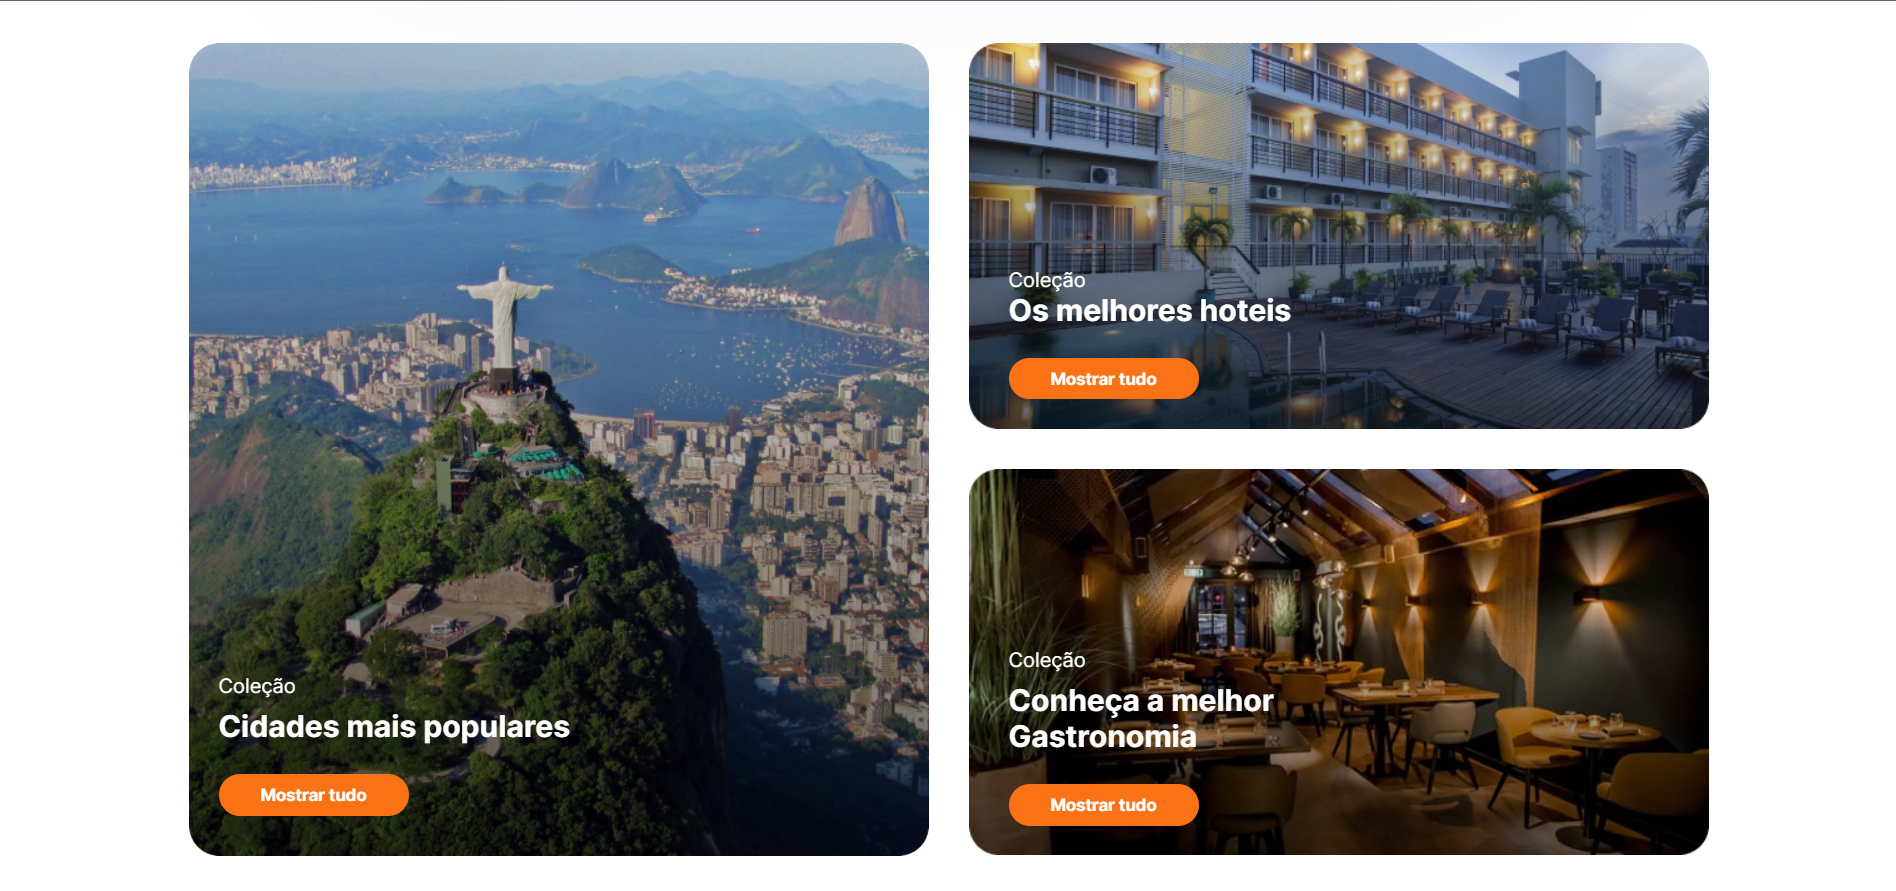 Coleção
Cidades mais populares
Mostrar tudo
Coleção
Os melhores hoteis
Mostrar tudo
Coleção
Conheça a melhor
Gastronomia
Mostrar tudo